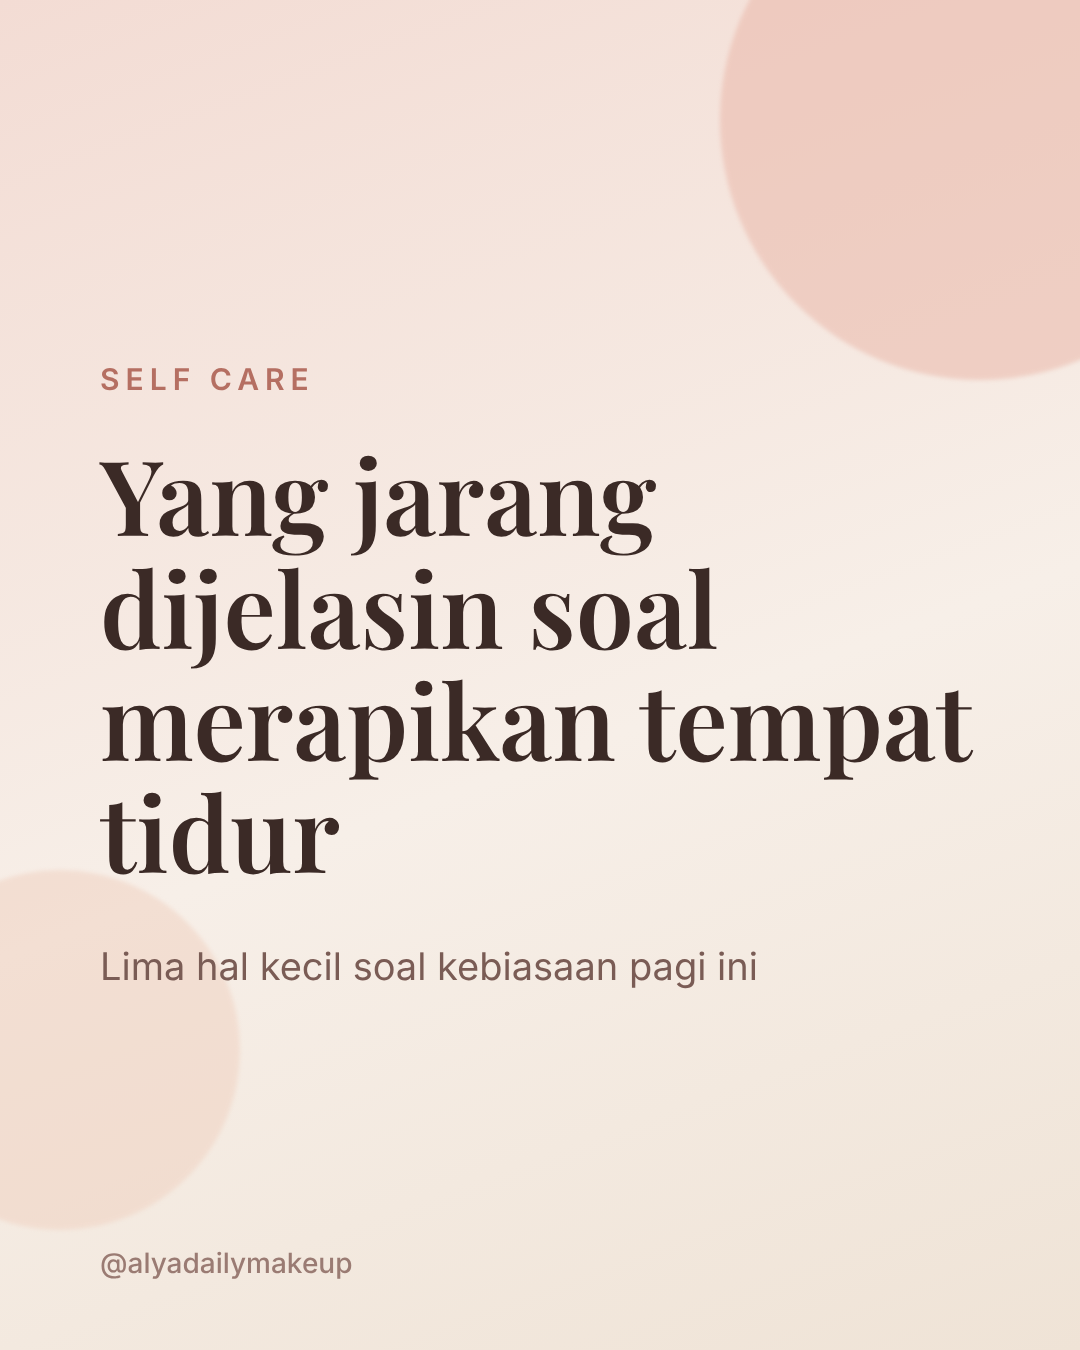 SELF CARE
Yang jarang
dijelasin soal
merapikan tempat
tidur
Lima hal kecil soal kebiasaan pagi ini
@alyadailymakeup